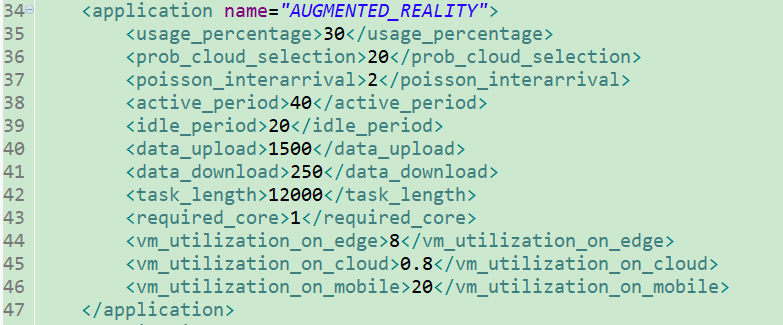 34 <application name="AUGMENTED_REALITY">
35 <usage_percentage>30</usage_percentage>
36 <prob_cloud_selection>20</prob_cloud_selection>
37 <poisson_interarrival>2</poisson_interarrival>
38 <active_period>40</active_period>
39 <idle_period>20</idle_period>
40 <data_upload>1500</data_upload>
41 <data_download>250</data_download>
42 <task_length>12000</task_length>
43 <required_core>1</required_core>
44 <vm_utilization_on_edge>8</vm_utilization_on_edge>
45 <vm_utilization_on_cloud>0.8</vm_utilization_on_cloud>
46 <vm_utilization_on_mobile>20</vm_utilization_on_mobile>
47 </application>